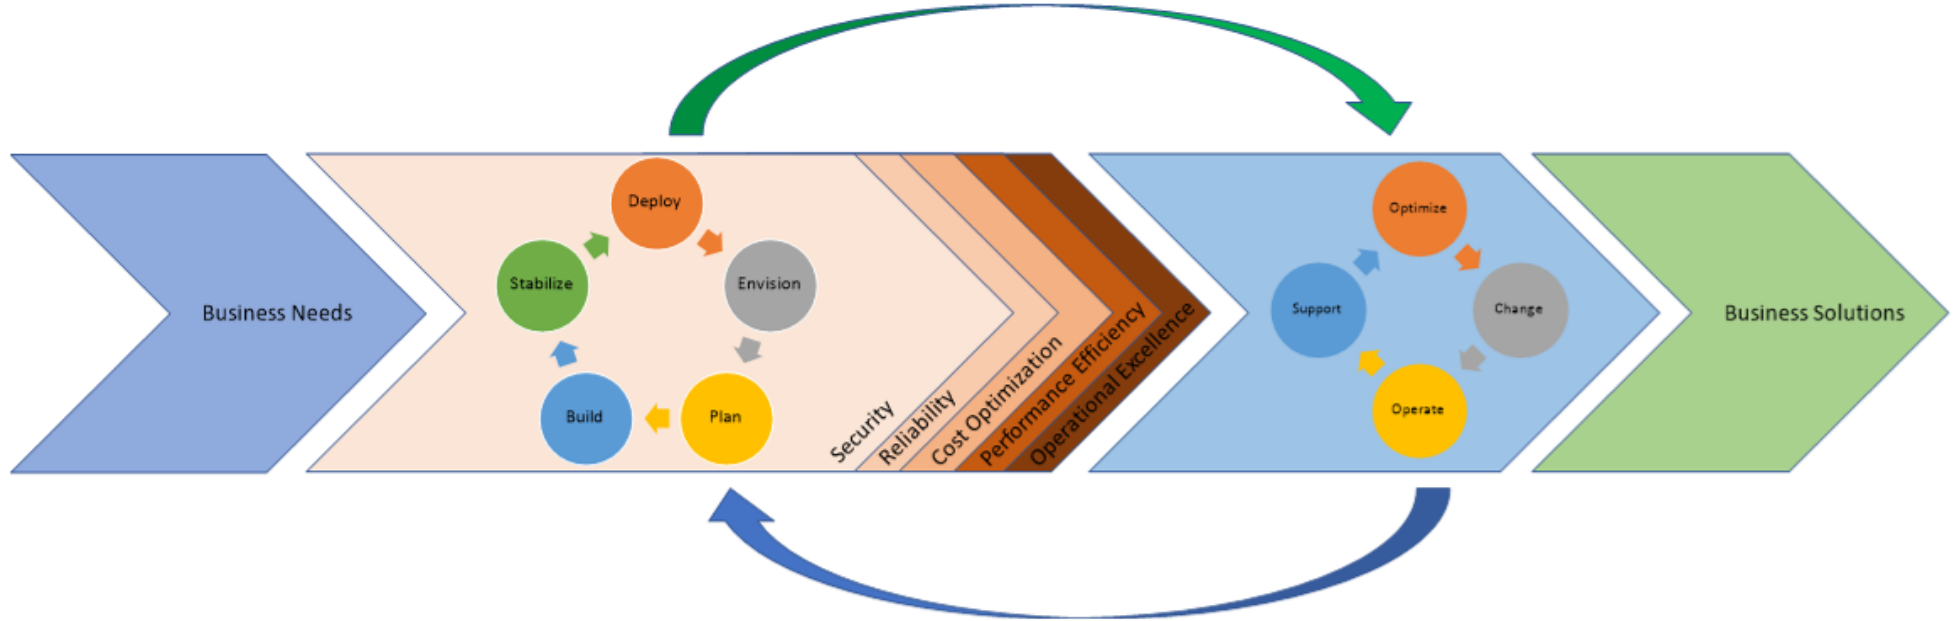 Business Needs
Deploy
Envision
Plan
Build
Stabilize
Security
Reliability
Cost Optimization
Performance Efficiency
Operational Excellence
Optimize
Change
Operate
Support
Business Solutions